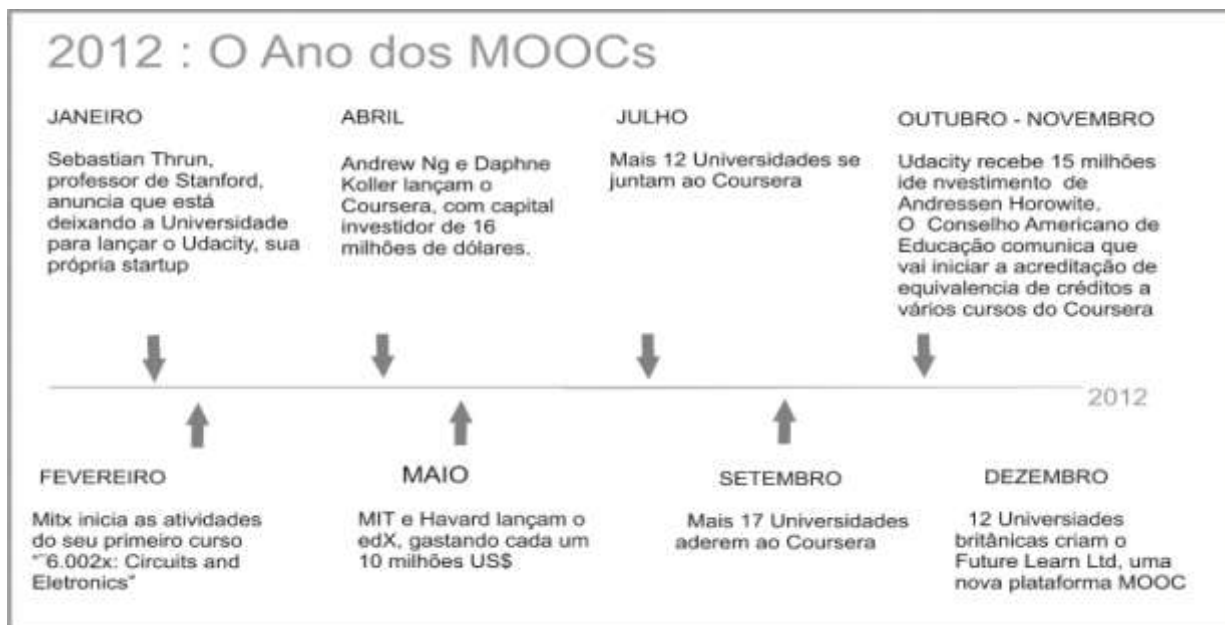 2012 : O Ano dos MOOCs
JANEIRO
Sebastian Thrun,
professor de Stanford,
anuncia que está
deixando a Universidade
para lançar o Udacity, sua
própria startup
ABRIL
Andrew Ng e Daphne
Koller lançam o
Coursera, com capital
investidor de 16
milhões de dólares.
JULHO
Mais 12 Universidades se
juntam ao Coursera
OUTUBRO - NOVEMBRO
Udacity recebe 15 milhões
ide nvestimento de
Andressen Horowite.
O Conselho Americano de
Educação comunica que
vai iniciar a acreditação de
equivalencia de créditos a
vários cursos do Coursera
2012
FEVEREIRO
Mitx inicia as atividades
do seu primeiro curso
“¨6.002x: Circuits and
Eletronics”
MAIO
MIT e Havard lançam o
edX, gastando cada um
10 milhões US$
SETEMBRO
Mais 17 Universidades
aderem ao Coursera
DEZEMBRO
12 Universiades
britânicas criam o
Future Learn Ltd, uma
nova plataforma MOOC